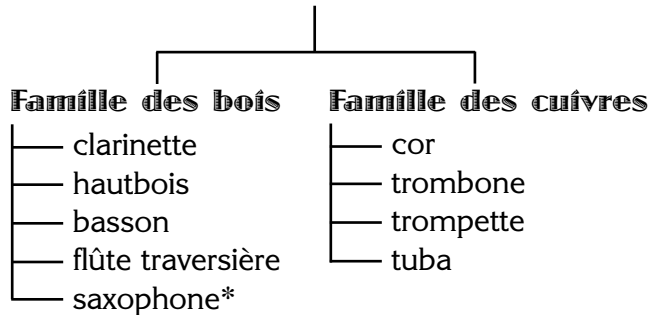 Famille des bois
clarinette
hautbois
basson
flûte traversière
saxophone*
Famille des cuivres
cor
trombone
trompette
tuba